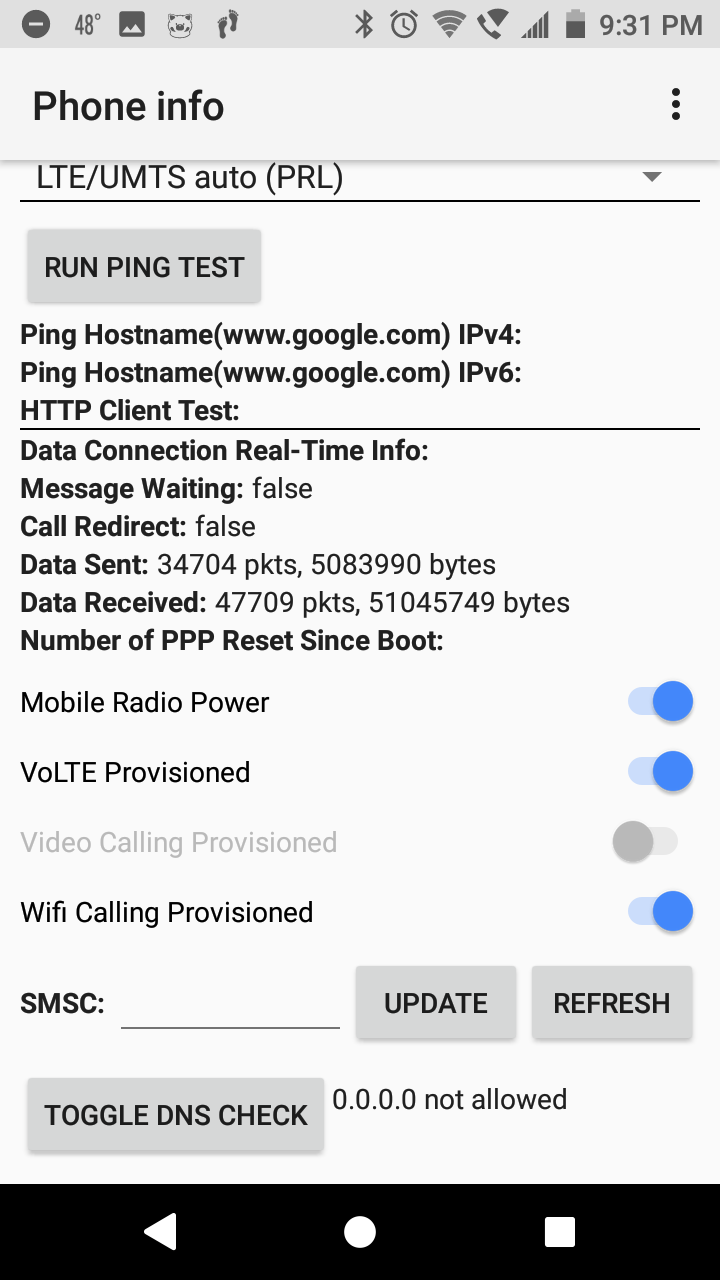 48° 9:31 PM
Phone info
LTE/UMTS auto (PRL)
RUN PING TEST
Ping Hostname(www.google.com) IPv4:
Ping Hostname(www.google.com) IPv6:
HTTP Client Test:
Data Connection Real-Time Info:
Message Waiting: false
Call Redirect: false
Data Sent: 34704 pkts, 5083990 bytes
Data Received: 47709 pkts, 51045749 bytes
Number of PPP Reset Since Boot:
Mobile Radio Power
VoLTE Provisioned
Video Calling Provisioned
Wifi Calling Provisioned
SMSC: UPDATE REFRESH
TOGGLE DNS CHECK 0.0.0.0 not allowed